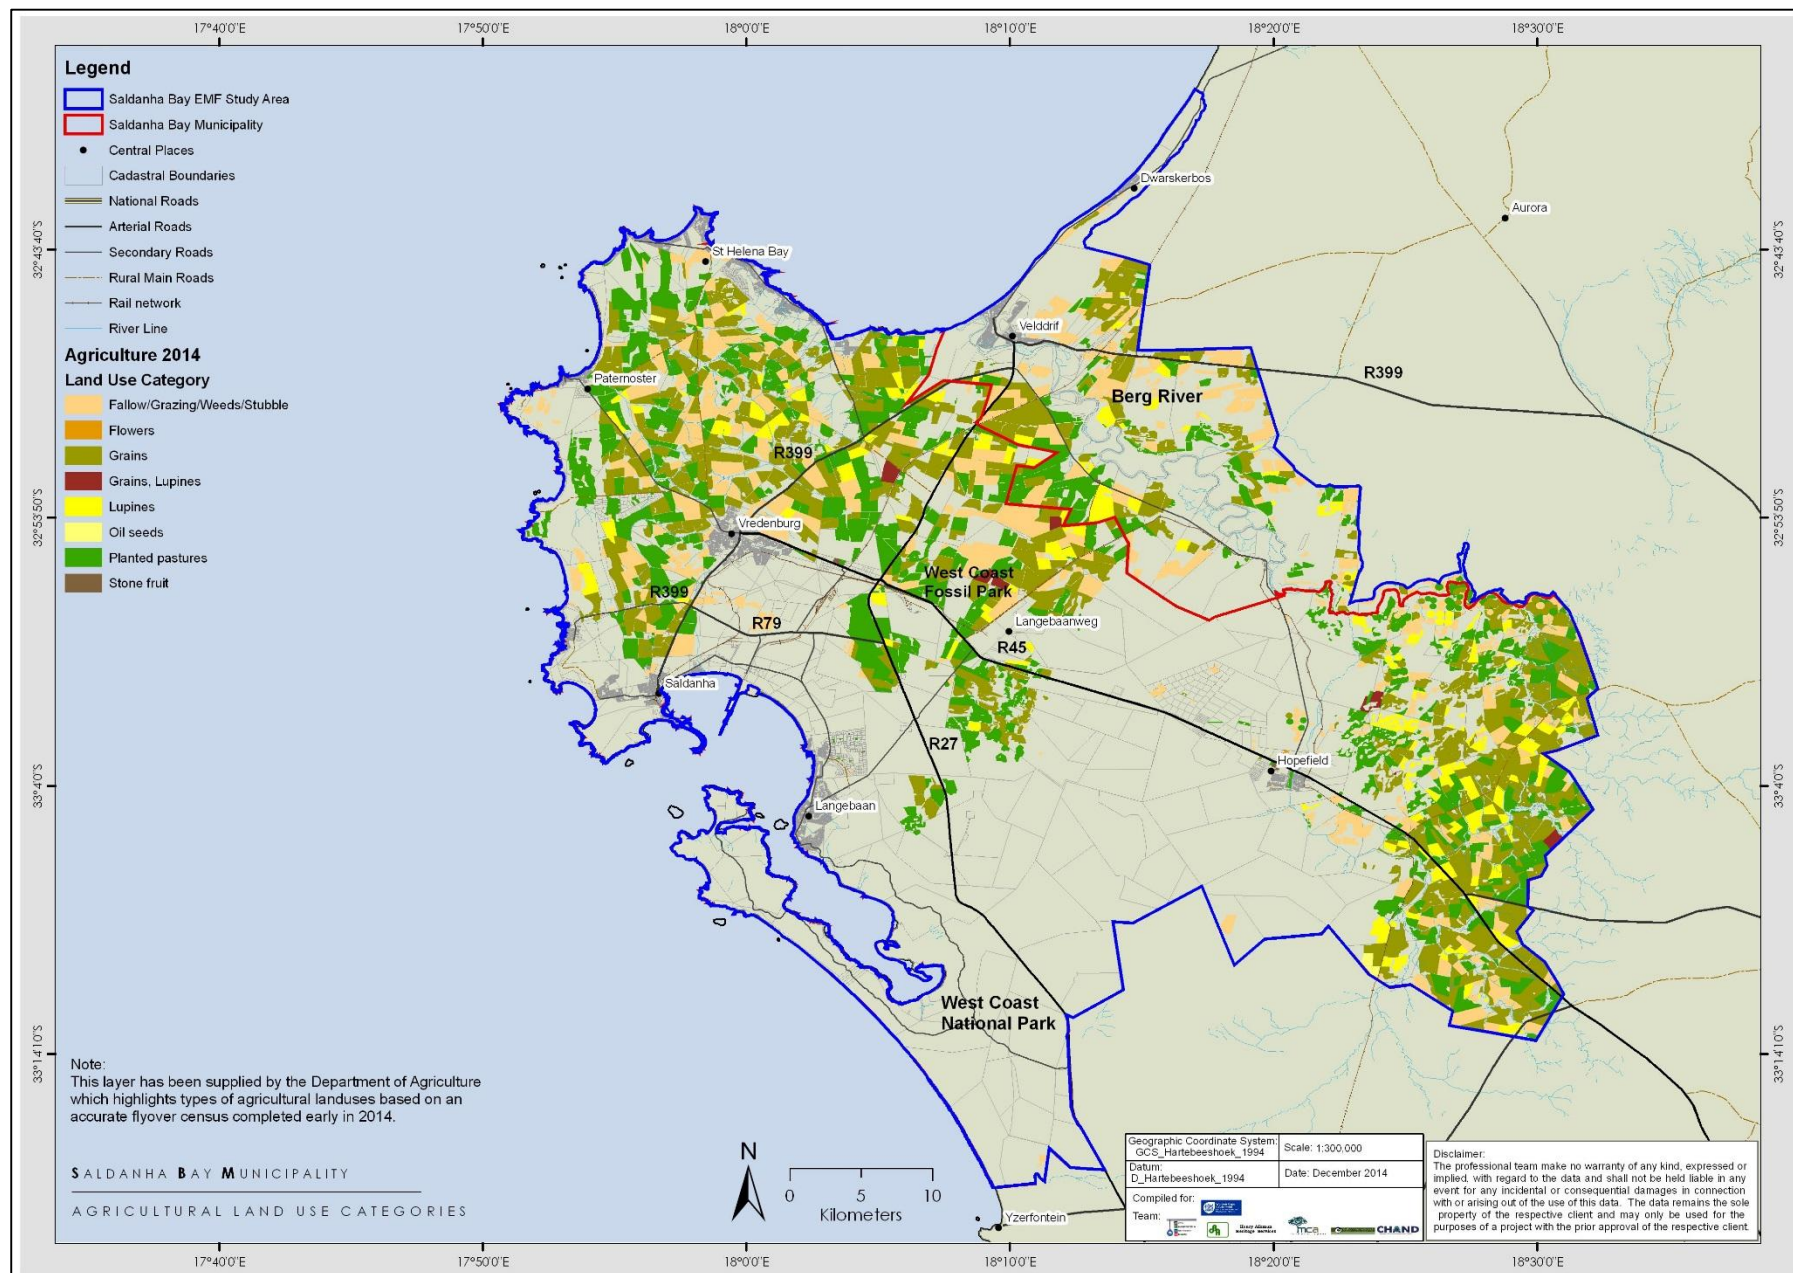 17°40'0"E
17°50'0"E
18°0'0"E
18°10'0"E
18°20'0"E
18°30'0"E
Legend
Saldanha Bay EMF Study Area
Saldanha Bay Municipality
Central Places
Cadastral Boundaries
National Roads
Arterial Roads
Secondary Roads
Rural Main Roads
Rail network
River Line
Agriculture 2014
Land Use Category
Fallow/Grazing/Weeds/Stubble
Flowers
Grains
Grains, Lupines
Lupines
Oil seeds
Planted pastures
Stone fruit
32°43'40"S
32°53'50"S
33°4'0"S
33°14'10"S
32°43'40"S
32°53'50"S
33°4'0"S
33°14'10"S
Dwarskerbos
Aurora
St Helena Bay
Velddrif
R399
Paternoster
Berg River
R399
Vredenburg
West Coast
Fossil Park
R399
R79
Langebaanweg
R45
Saldanha
R27
Hopefield
Langebaan
West Coast
National Park
Yzerfontein
Note:
This layer has been supplied by the Department of Agriculture
which highlights types of agricultural landuses based on an
accurate flyover census completed early in 2014.
SALDANHA BAY MUNICIPALITY
AGRICULTURAL LAND USE CATEGORIES
N
0 5 10
Kilometers
Geographic Coordinate System:
GCS_Hartebeeshoek_1994
Scale: 1:300,000
Datum:
D_Hartebeeshoek_1994
Date: December 2014
Compiled for:
Team:
mca
CHAND
Disclaimer:
The professional team make no warranty of any kind, expressed or
implied, with regard to the data and shall not be held liable in any
event for any incidental or consequential damages in connection
with or arising out of the use of this data. The data remains the sole
property of the respective client and may only be used for the
purposes of a project with the prior approval of the respective client.
17°40'0"E
17°50'0"E
18°0'0"E
18°10'0"E
18°20'0"E
18°30'0"E